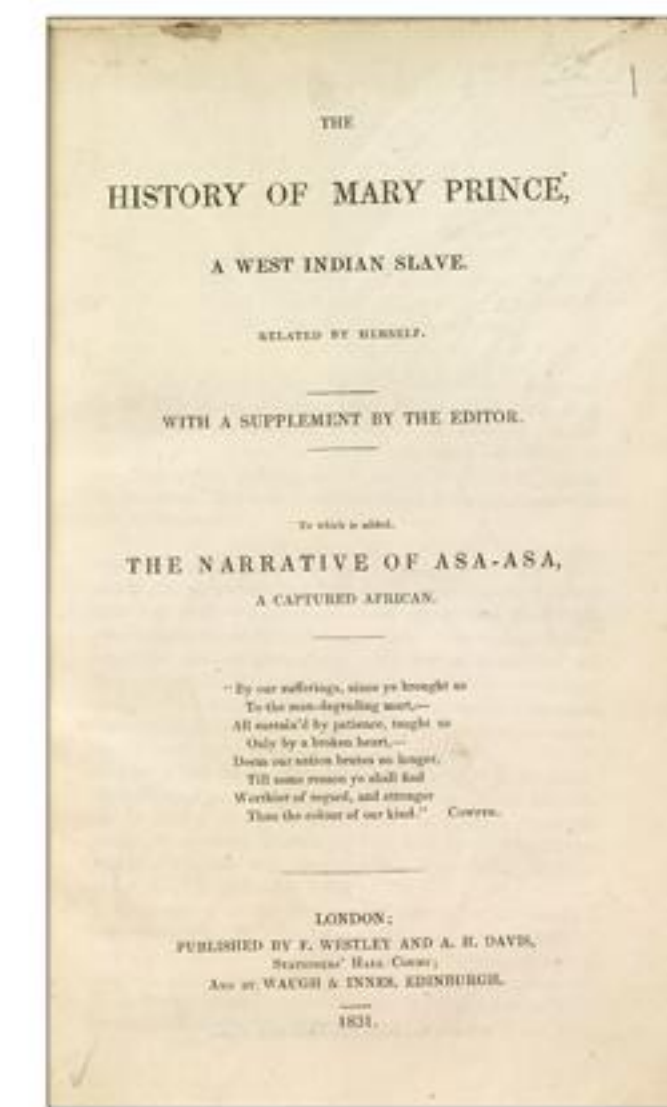 THE
HISTORY OF MARY PRINCE,
A WEST INDIAN SLAVE.
RELATED BY HERSELF.
WITH A SUPPLEMENT BY THE EDITOR.
To which is added,
THE NARRATIVE OF ASA-ASA,
A CAPTURED AFRICAN.
"By our sufferings, since ye brought us
To the man-degrading mart,—
All sustain'd by patience, taught us
Only by a broken heart,—
Deem our nation brutes no longer,
Till some reason ye shall find
Worthier of regard, and stronger
Than the colour of our kind." COWPER.
LONDON:
PUBLISHED BY F. WESTLEY AND A. H. DAVIS,
STATIONERS' HALL COURT;
AND BY WAUGH & INNES, EDINBURGH.
1831.